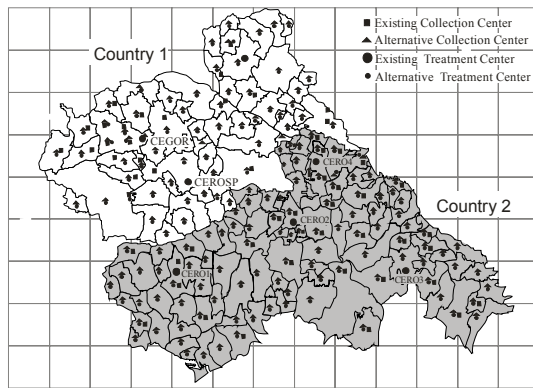 Existing Collection Center
Alternative Collection Center
Existing Treatment Center
Alternative Treatment Center
Country 1
CEGOR
CERO4
CEROSP
Country 2
CERO2
CERO1
CERO3